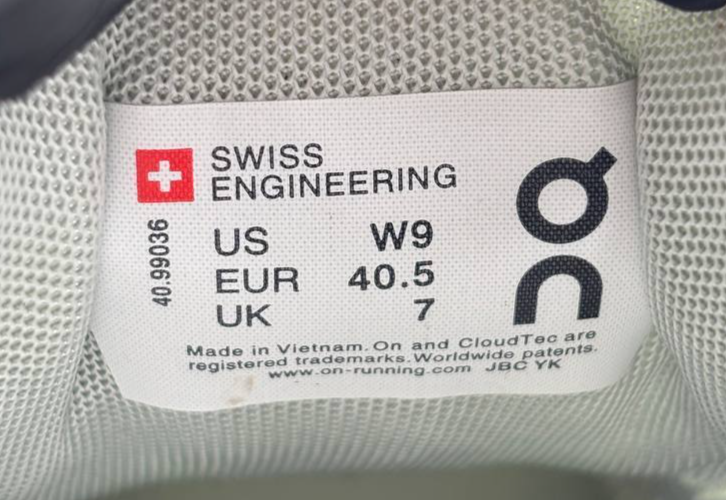 SWISS
ENGINEERING
40.99036
US W9
EUR 40.5
UK 7
On
Made in Vietnam. On and CloudTec are
registered trademarks. Worldwide patents.
www.on-running.com JBC YK